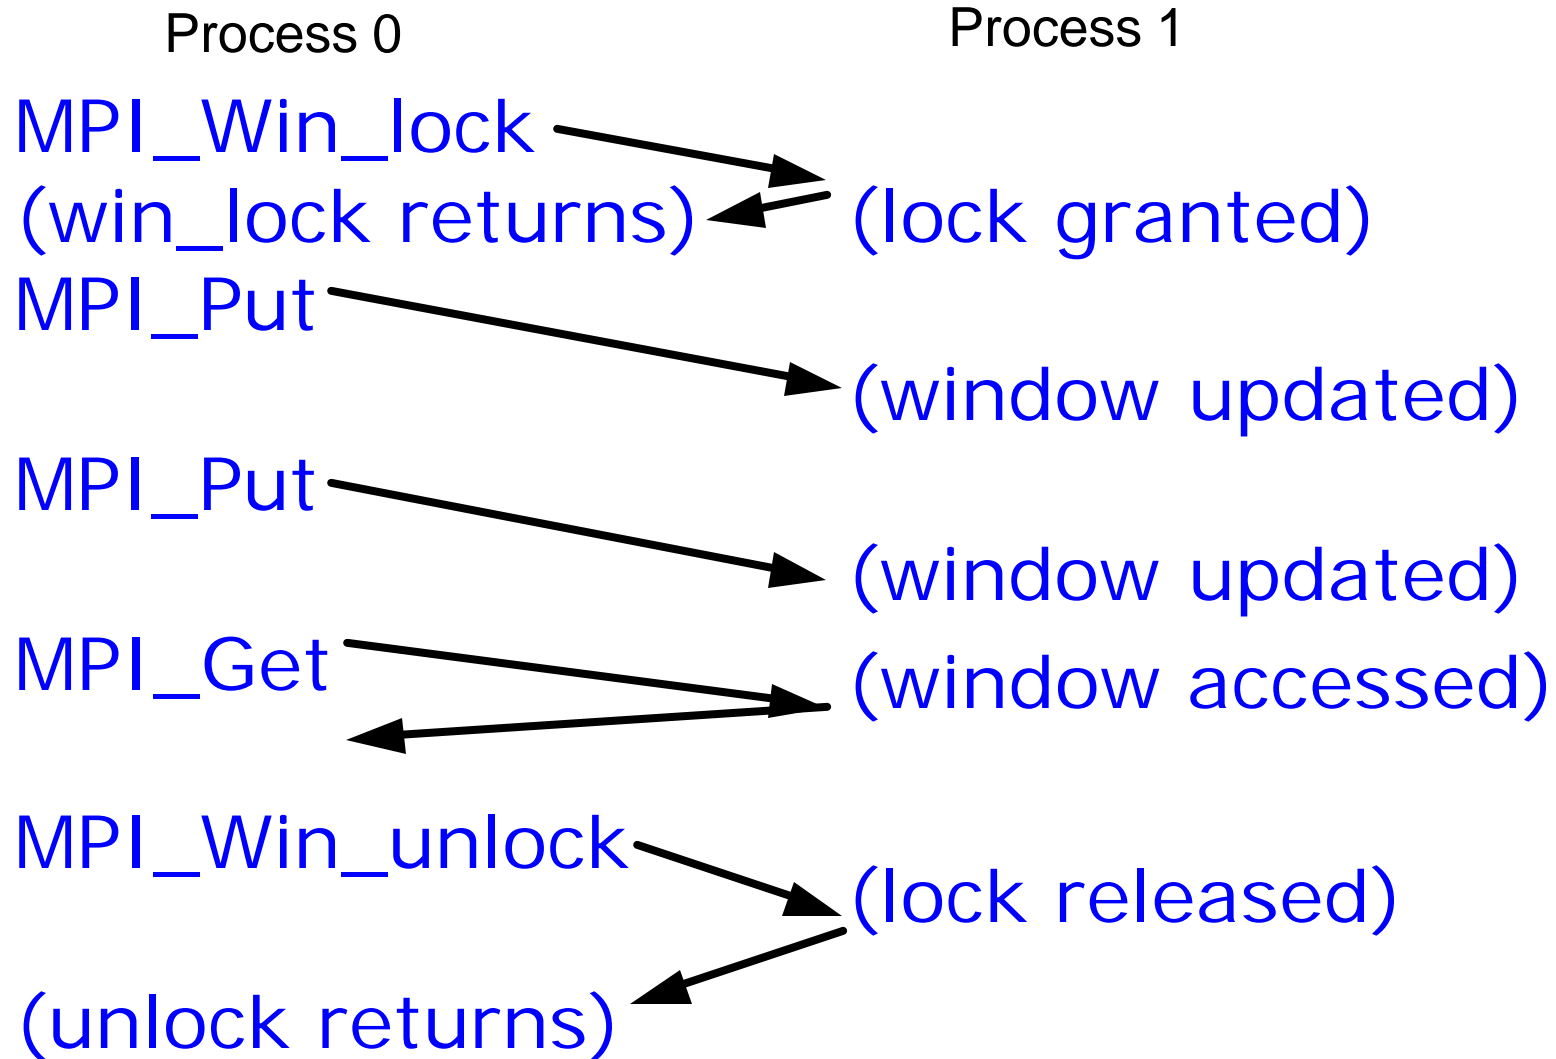 Process 0
Process 1
MPI_Win_lock
(win_lock returns)
(lock granted)
MPI_Put
(window updated)
MPI_Put
(window updated)
MPI_Get
(window accessed)
MPI_Win_unlock
(lock released)
(unlock returns)